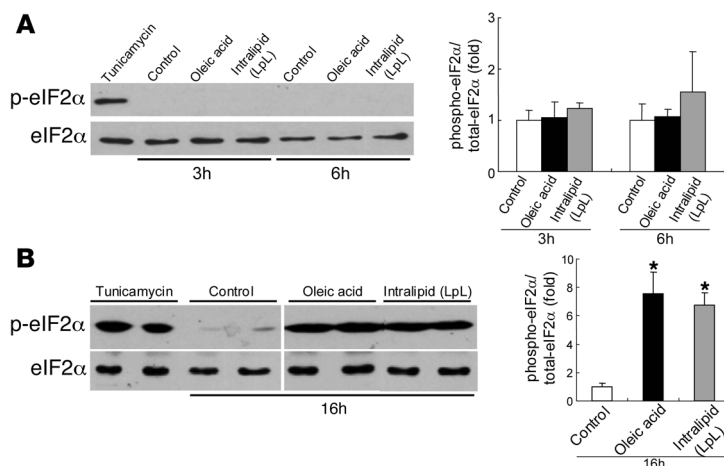 A
Tunicamycin
Control
Oleic acid
Intralipid
(LpL)
Control
Oleic acid
Intralipid
(LpL)
p-eIF2α
eIF2α
3h
6h
phospho-eIF2α/
total-eIF2α (fold)
3
2
1
0
Control
Oleic acid
Intralipid
(LpL)
Control
Oleic acid
Intralipid
(LpL)
3h
6h
B
Tunicamycin
Control
Oleic acid
Intralipid (LpL)
p-eIF2α
eIF2α
16h
phospho-eIF2α/
total-eIF2α (fold)
10
8
6
4
2
0
*
*
Control
Oleic acid
Intralipid
(LpL)
16h